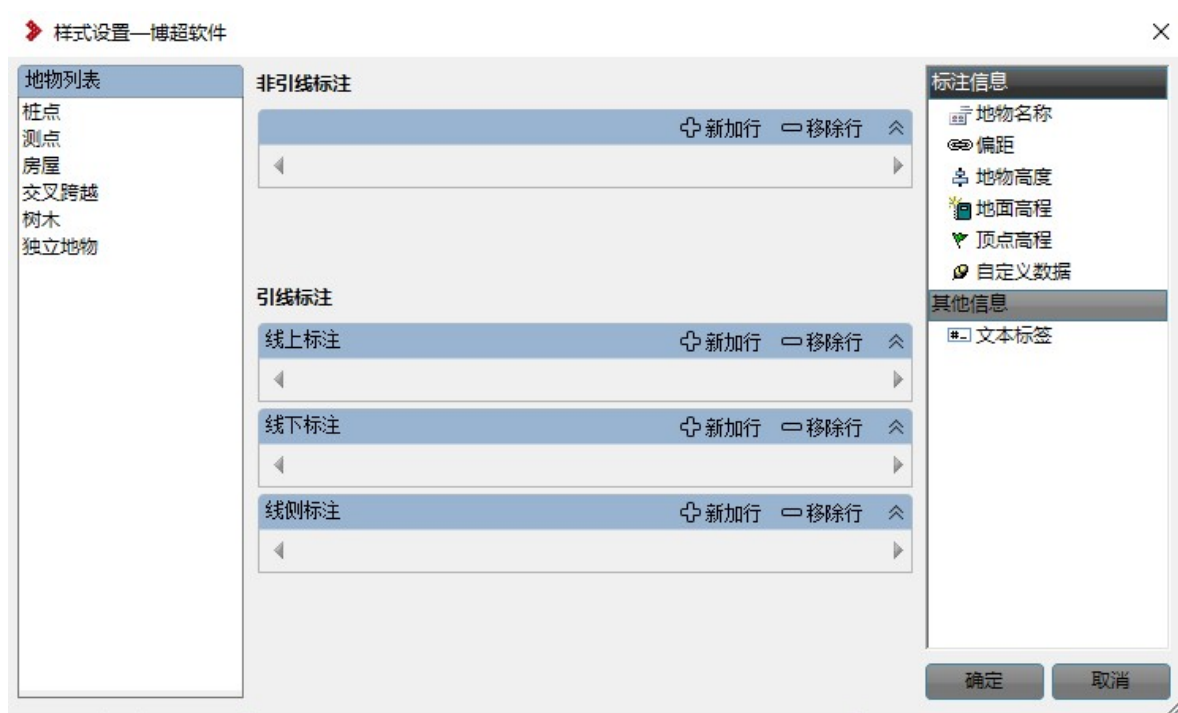 样式设置—博超软件
地物列表
桩点
测点
房屋
交叉跨越
树木
独立地物
非引线标注
新加行 移除行
引线标注
线上标注 新加行 移除行
线下标注 新加行 移除行
线侧标注 新加行 移除行
标注信息
地物名称
偏距
地物高度
地面高程
顶点高程
自定义数据
其他信息
文本标签
确定 取消